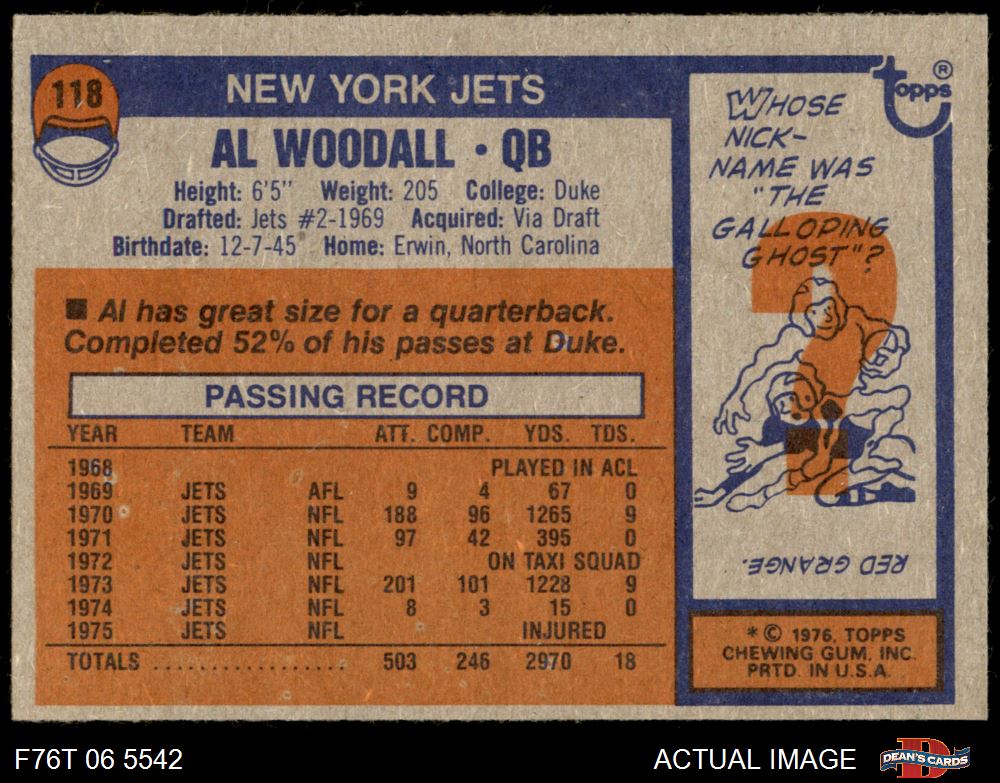 118
NEW YORK JETS
AL WOODALL • QB
Height: 6'5" Weight: 205 College: Duke
Drafted: Jets #2-1969 Acquired: Via Draft
Birthdate: 12-7-45 Home: Erwin, North Carolina
■ Al has great size for a quarterback.
Completed 52% of his passes at Duke.
PASSING RECORD
YEAR TEAM ATT. COMP. YDS. TDS.
1968 PLAYED IN ACL
1969 JETS AFL 9 4 67 0
1970 JETS NFL 188 96 1265 9
1971 JETS NFL 97 42 395 0
1972 JETS NFL ON TAXI SQUAD
1973 JETS NFL 201 101 1228 9
1974 JETS NFL 8 3 15 0
1975 JETS NFL INJURED
TOTALS .................. 503 246 2970 18
topps ®
WHOSE
NICK-
NAME WAS
"THE
GALLOPING
GHOST"?
?
RED GRANGE.
* © 1976, TOPPS
CHEWING GUM, INC.
PRTD. IN U.S.A.
F76T 06 5542
ACTUAL IMAGE
D
DEAN'S CARDS